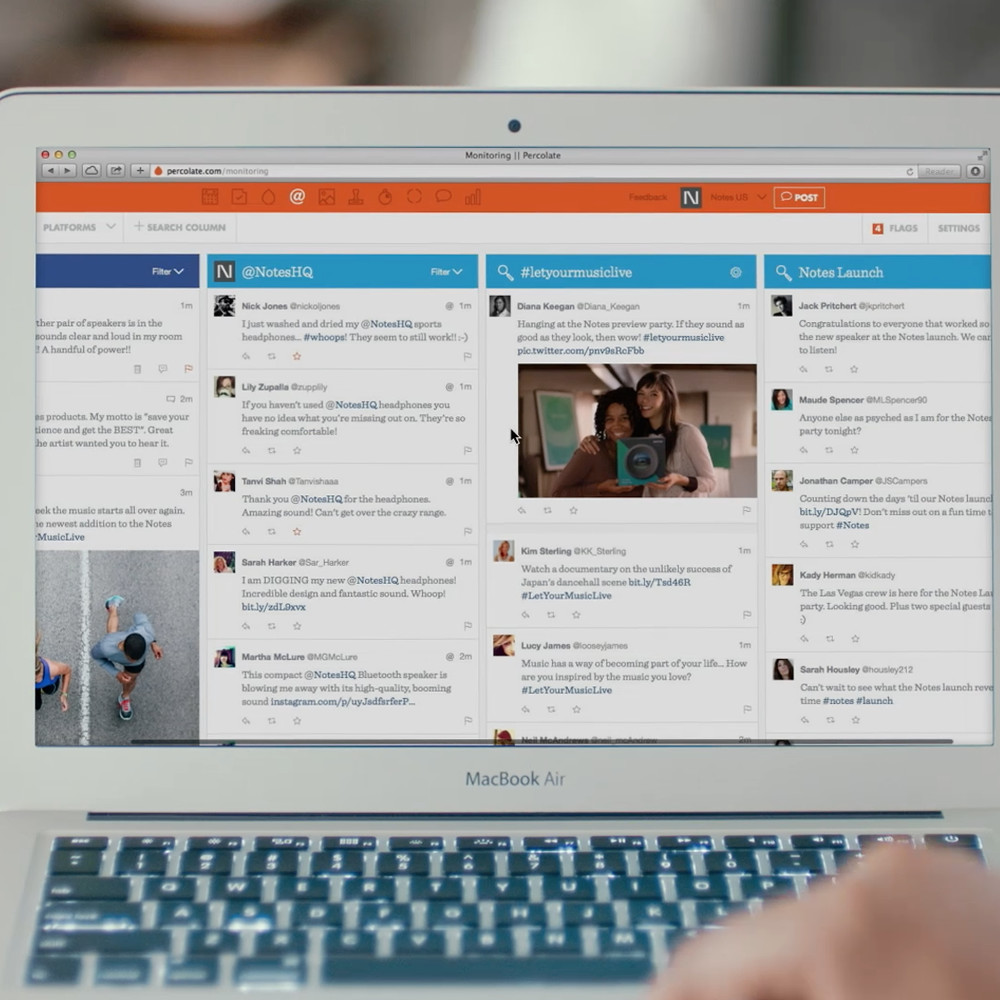 Monitoring || Percolate
percolate.com/monitoring
Reader
Feedback
N
Notes US
POST
PLATFORMS
+ SEARCH COLUMN
4 FLAGS
SETTINGS
Filter
1m
ther pair of speakers is in the
sounds clear and loud in my room
!! A handful of power!!
2m
ss products. My motto is "save your
tience and get the BEST". Great
he artist wanted you to hear it.
3m
eek the music starts all over again.
he newest addition to the Notes
rMusicLive
N @NotesHQ Filter
Nick Jones @nickoljones @ 1m
I just washed and dried my @NotesHQ sports
headphones... #whoops! They seem to still work!! :-)
Lily Zupalla @zupplily @ 1m
If you haven't used @NotesHQ headphones you
have no idea what you're missing out on. They're so
freaking comfortable!
Tanvi Shah @Tanvishaaa @ 1m
Thank you @NotesHQ for the headphones.
Amazing sound! Can't get over the crazy range.
Sarah Harker @Sar_Harker @ 1m
I am DIGGING my new @NotesHQ headphones!
Incredible design and fantastic sound. Whoop!
bit.ly/zdL9xvx
Martha McLure @MGMcLure @ 2m
This compact @NotesHQ Bluetooth speaker is
blowing me away with its high-quality, booming
sound instagram.com/p/uyJsdfsrferP...
#letyourmusiclive
Diana Keegan @Diana_Keegan 1m
Hanging at the Notes preview party. If they sound as
good as they look, then wow! #letyourmusiclive
pic.twitter.com/pnv9sRcFbb
Kim Sterling @KK_Sterling 1m
Watch a documentary on the unlikely success of
Japan's dancehall scene bit.ly/Tsd46R
#LetYourMusicLive
Lucy James @looseyjames 1m
Music has a way of becoming part of your life... How
are you inspired by the music you love?
#LetYourMusicLive
Neil McAndrews @neil_mcAndrew 2m
Notes Launch
Jack Pritchert @jkpritchert
Congratulations to everyone that worked so
the new speaker at the Notes launch. We can
to listen!
Maude Spencer @MLSpencer90
Anyone else as psyched as I am for the Notes
party tonight?
Jonathan Camper @JSCampers
Counting down the days 'til our Notes launch
bit.ly/DJQpV! Don't miss out on a fun time t
support #Notes
Kady Herman @kidkady
The Las Vegas crew is here for the Notes Lau
party. Looking good. Plus two special guests
:)
Sarah Housley @housley212
Can't wait to see what the Notes launch reve
time #notes #launch
MacBook Air